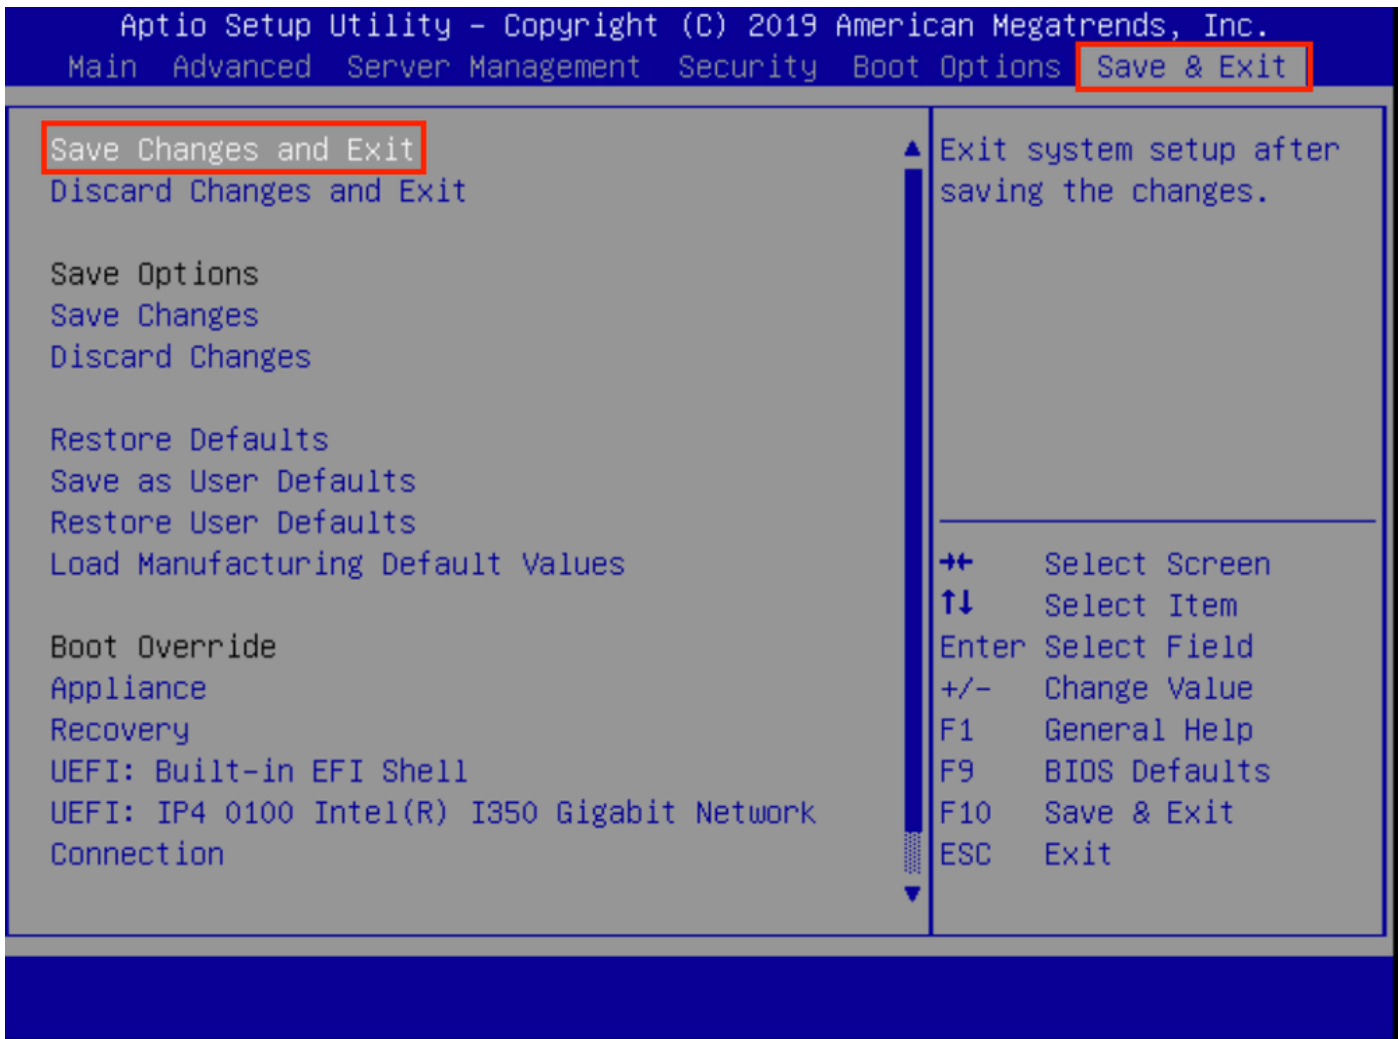 Aptio Setup Utility – Copyright (C) 2019 American Megatrends, Inc.
Main Advanced Server Management Security Boot Options Save & Exit
Save Changes and Exit
Discard Changes and Exit
Save Options
Save Changes
Discard Changes
Restore Defaults
Save as User Defaults
Restore User Defaults
Load Manufacturing Default Values
Boot Override
Appliance
Recovery
UEFI: Built-in EFI Shell
UEFI: IP4 0100 Intel(R) I350 Gigabit Network
Connection
Exit system setup after
saving the changes.
→← Select Screen
↑↓ Select Item
Enter Select Field
+/- Change Value
F1 General Help
F9 BIOS Defaults
F10 Save & Exit
ESC Exit